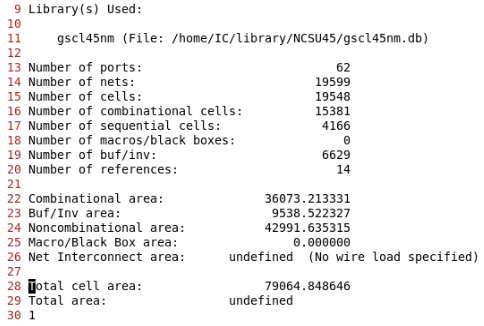 9 Library(s) Used:
10
11     gscl45nm (File: /home/IC/library/NCSU45/gscl45nm.db)
12
13 Number of ports:                           62
14 Number of nets:                         19599
15 Number of cells:                        19548
16 Number of combinational cells:          15381
17 Number of sequential cells:              4166
18 Number of macros/black boxes:               0
19 Number of buf/inv:                       6629
20 Number of references:                      14
21
22 Combinational area:              36073.213331
23 Buf/Inv area:                     9538.522327
24 Noncombinational area:           42991.635315
25 Macro/Black Box area:                0.000000
26 Net Interconnect area:      undefined  (No wire load specified)
27
28 Total cell area:                 79064.848646
29 Total area:                 undefined
30 1